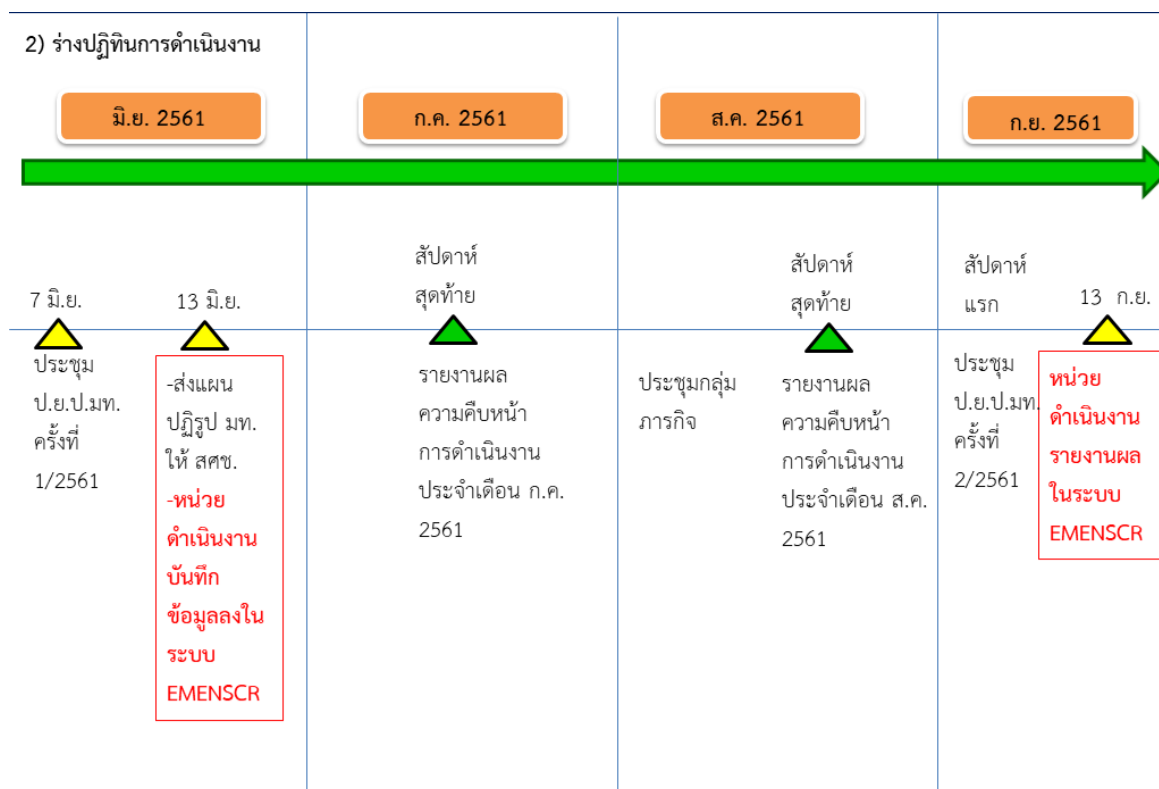 2) ร่างปฏิทินการดำเนินงาน
มิ.ย. 2561
ก.ค. 2561
ส.ค. 2561
ก.ย. 2561
7 มิ.ย.
ประชุม
ป.ย.ป.มท.
ครั้งที่
1/2561
13 มิ.ย.
-ส่งแผน
ปฏิรูป มท.
ให้ สศช.
-หน่วย
ดำเนินงาน
บันทึก
ข้อมูลลงใน
ระบบ
EMENSCR
สัปดาห์
สุดท้าย
รายงานผล
ความคืบหน้า
การดำเนินงาน
ประจำเดือน ก.ค.
2561
ประชุมกลุ่ม
ภารกิจ
สัปดาห์
สุดท้าย
รายงานผล
ความคืบหน้า
การดำเนินงาน
ประจำเดือน ส.ค.
2561
สัปดาห์
แรก
ประชุม
ป.ย.ป.มท.
ครั้งที่
2/2561
13 ก.ย.
หน่วย
ดำเนินงาน
รายงานผล
ในระบบ
EMENSCR